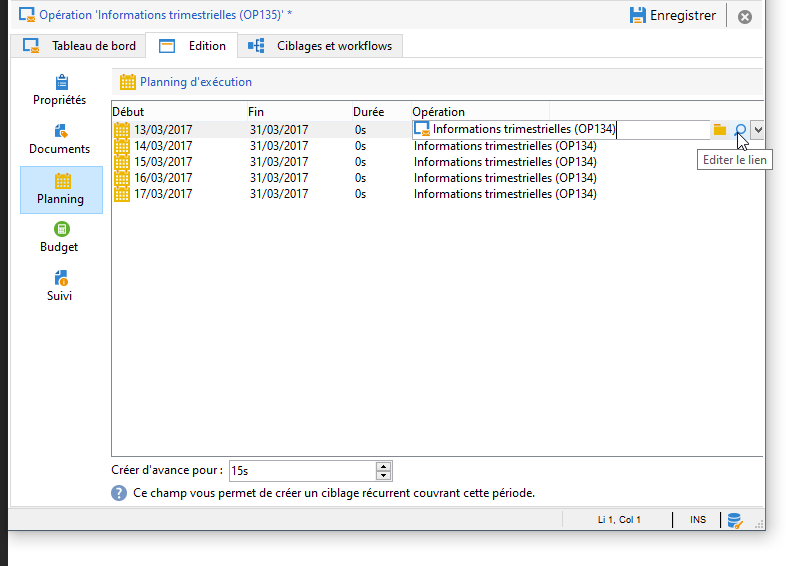 Opération 'Informations trimestrielles (OP135)' *
Enregistrer
Tableau de bord
Edition
Ciblages et workflows
Propriétés
Documents
Planning
Budget
Suivi
Planning d'exécution
Début Fin Durée Opération
13/03/2017 31/03/2017 0s Informations trimestrielles (OP134)
14/03/2017 31/03/2017 0s Informations trimestrielles (OP134)
15/03/2017 31/03/2017 0s Informations trimestrielles (OP134)
16/03/2017 31/03/2017 0s Informations trimestrielles (OP134)
17/03/2017 31/03/2017 0s Informations trimestrielles (OP134)
Editer le lien
Créer d'avance pour : 15s
? Ce champ vous permet de créer un ciblage récurrent couvrant cette période.
Li 1, Col 1 INS